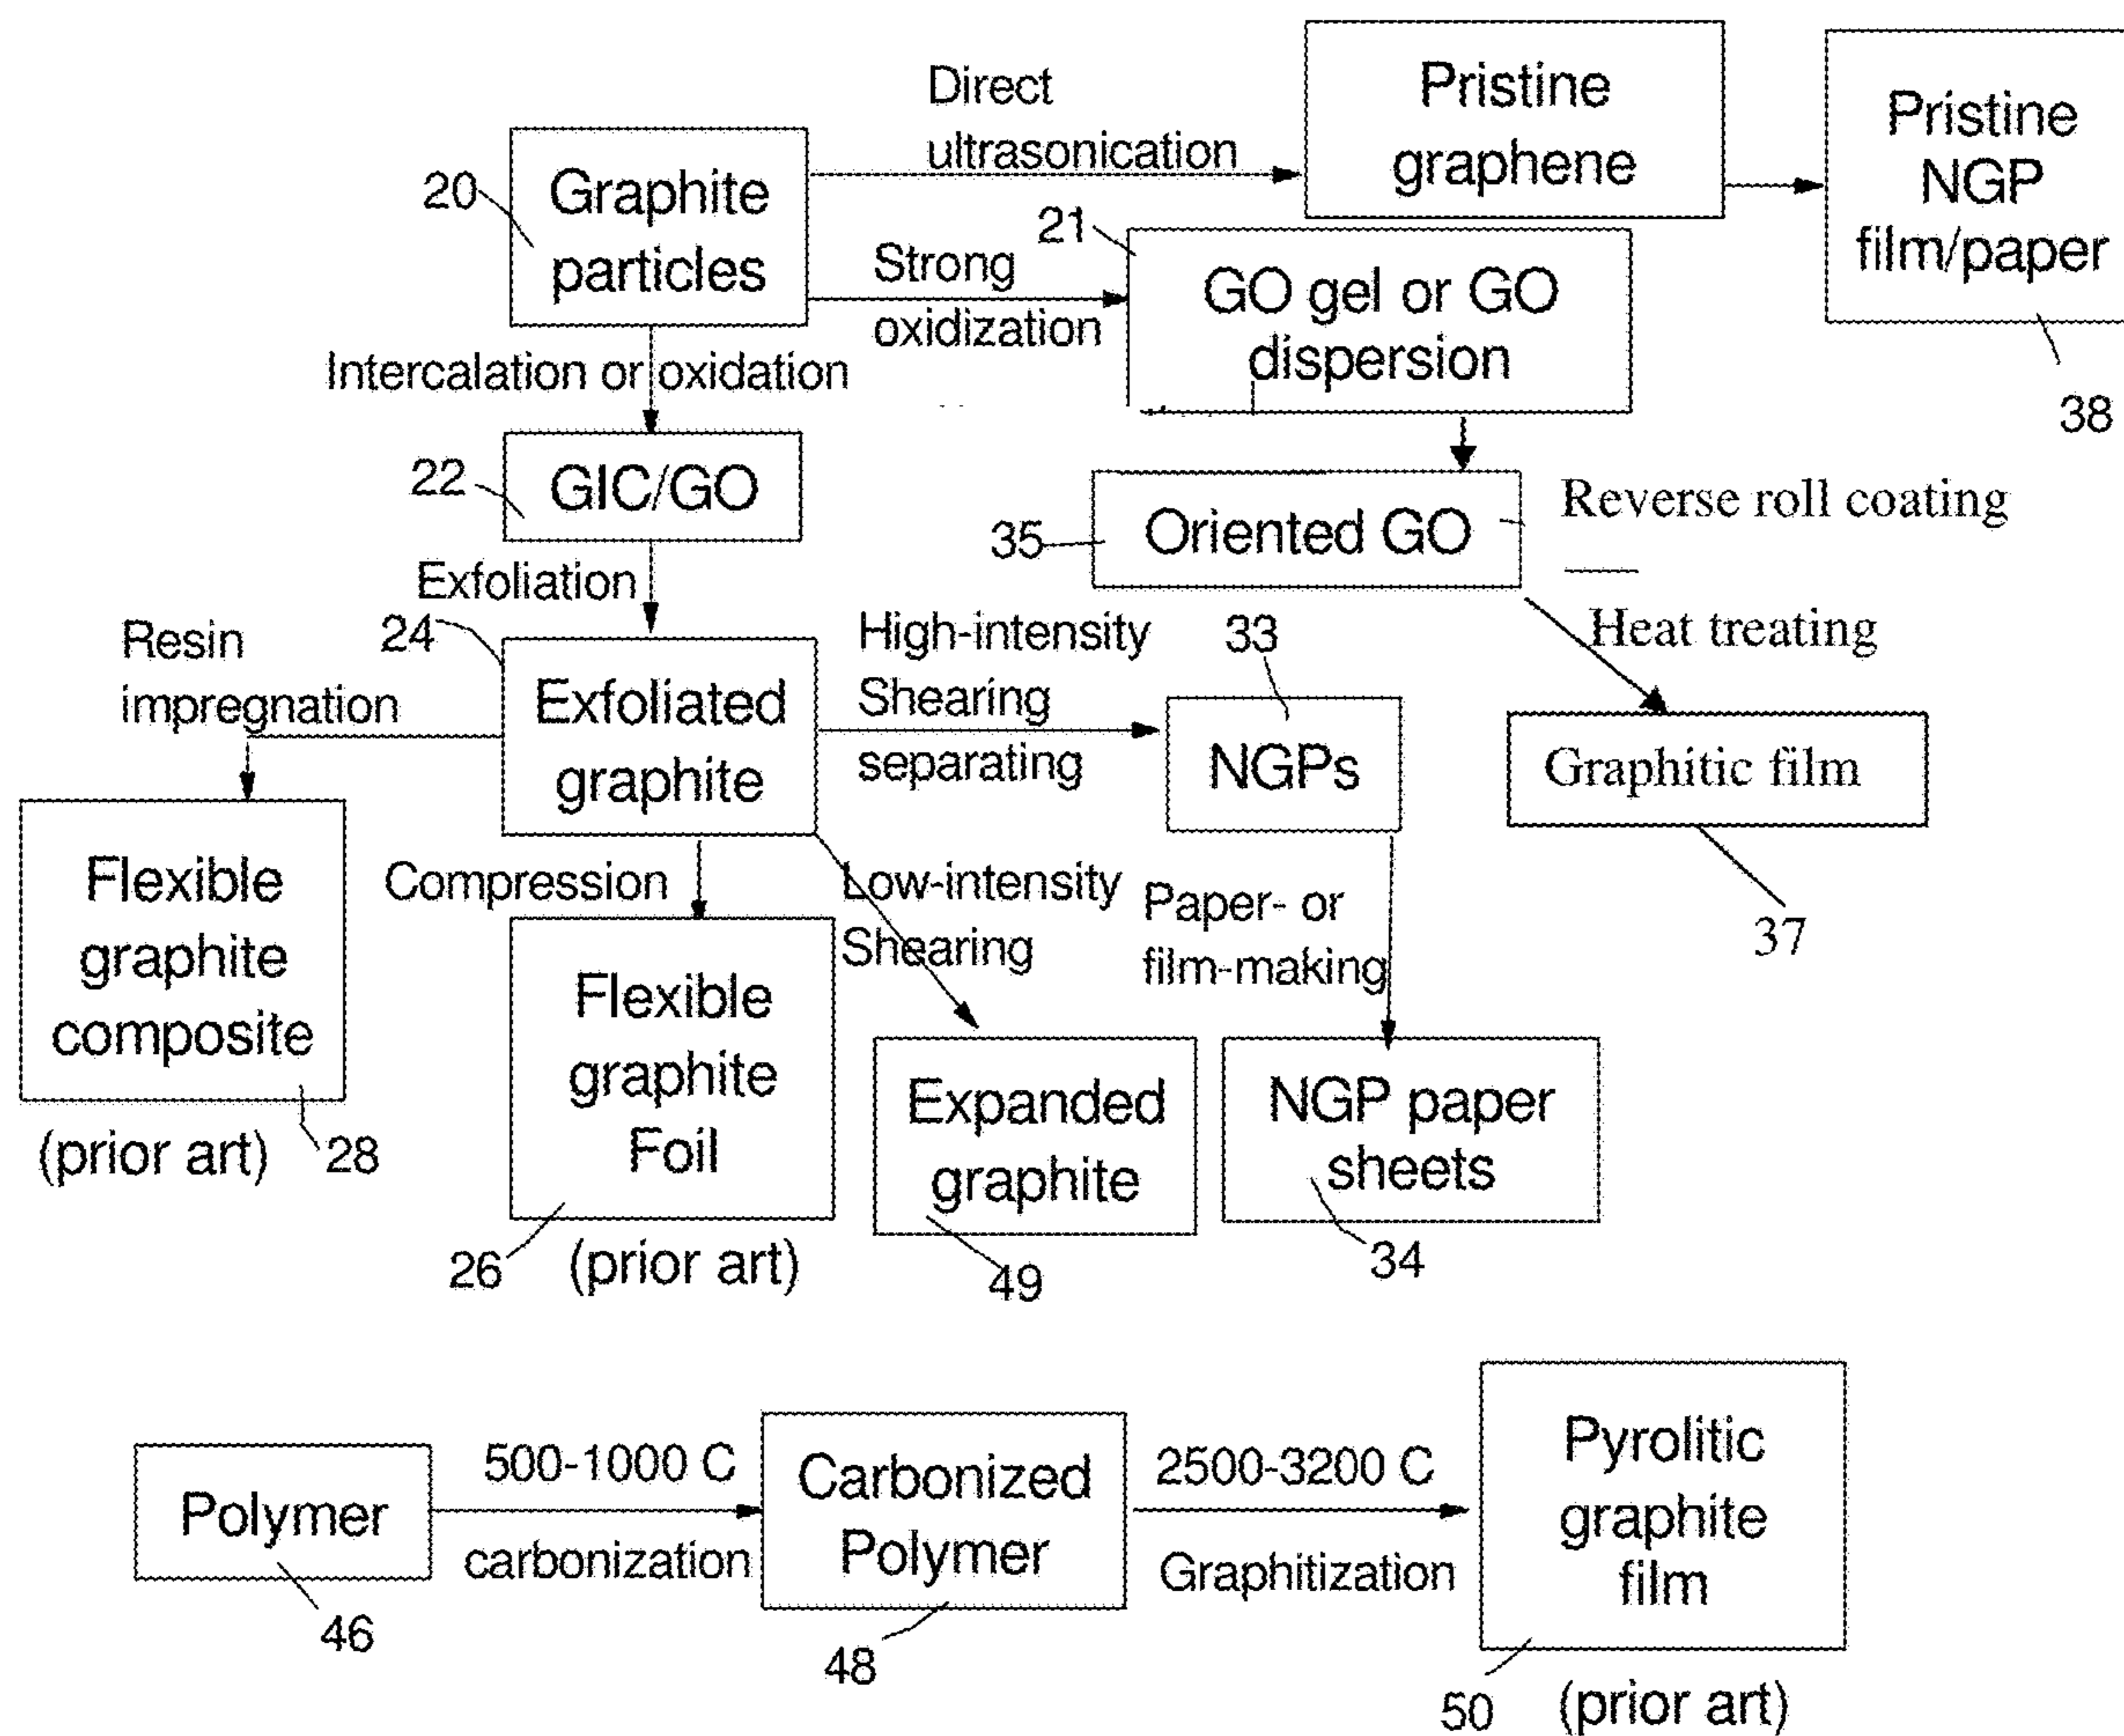 Direct
ultrasonication
Pristine
graphene
Pristine
NGP
film/paper
38
20
Graphite
particles
Strong
oxidization
21
GO gel or GO
dispersion
Intercalation or oxidation
22
GIC/GO
35
Oriented GO
Reverse roll coating
Heat treating
Graphitic film
37
Exfoliation
24
Exfoliated
graphite
Resin
impregnation
Flexible
graphite
composite
(prior art)
28
Compression
Flexible
graphite
Foil
26
(prior art)
High-intensity
Shearing
separating
33
NGPs
Low-intensity
Shearing
Expanded
graphite
49
Paper- or
film-making
NGP paper
sheets
34
Polymer
46
500-1000 C
carbonization
Carbonized
Polymer
48
2500-3200 C
Graphitization
Pyrolitic
graphite
film
50
(prior art)